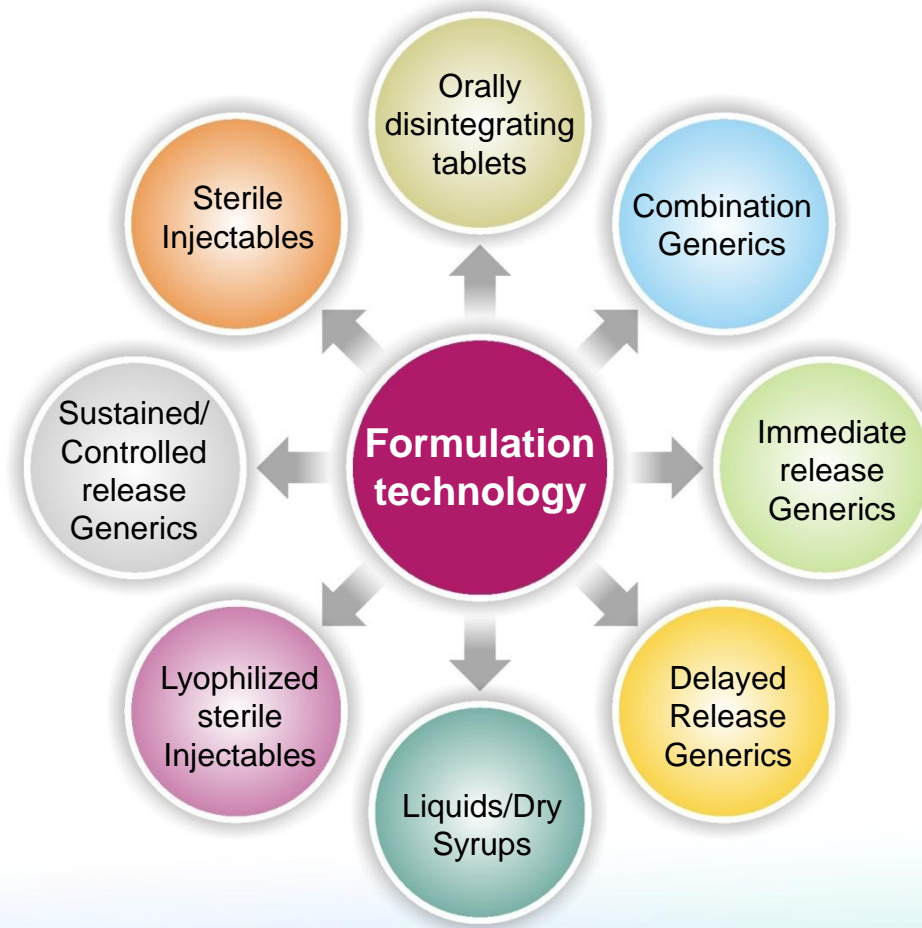 Orally
disintegrating
tablets
Sterile
Injectables
Combination
Generics
Sustained/
Controlled
release
Generics
Formulation
technology
Immediate
release
Generics
Lyophilized
sterile
Injectables
Delayed
Release
Generics
Liquids/Dry
Syrups